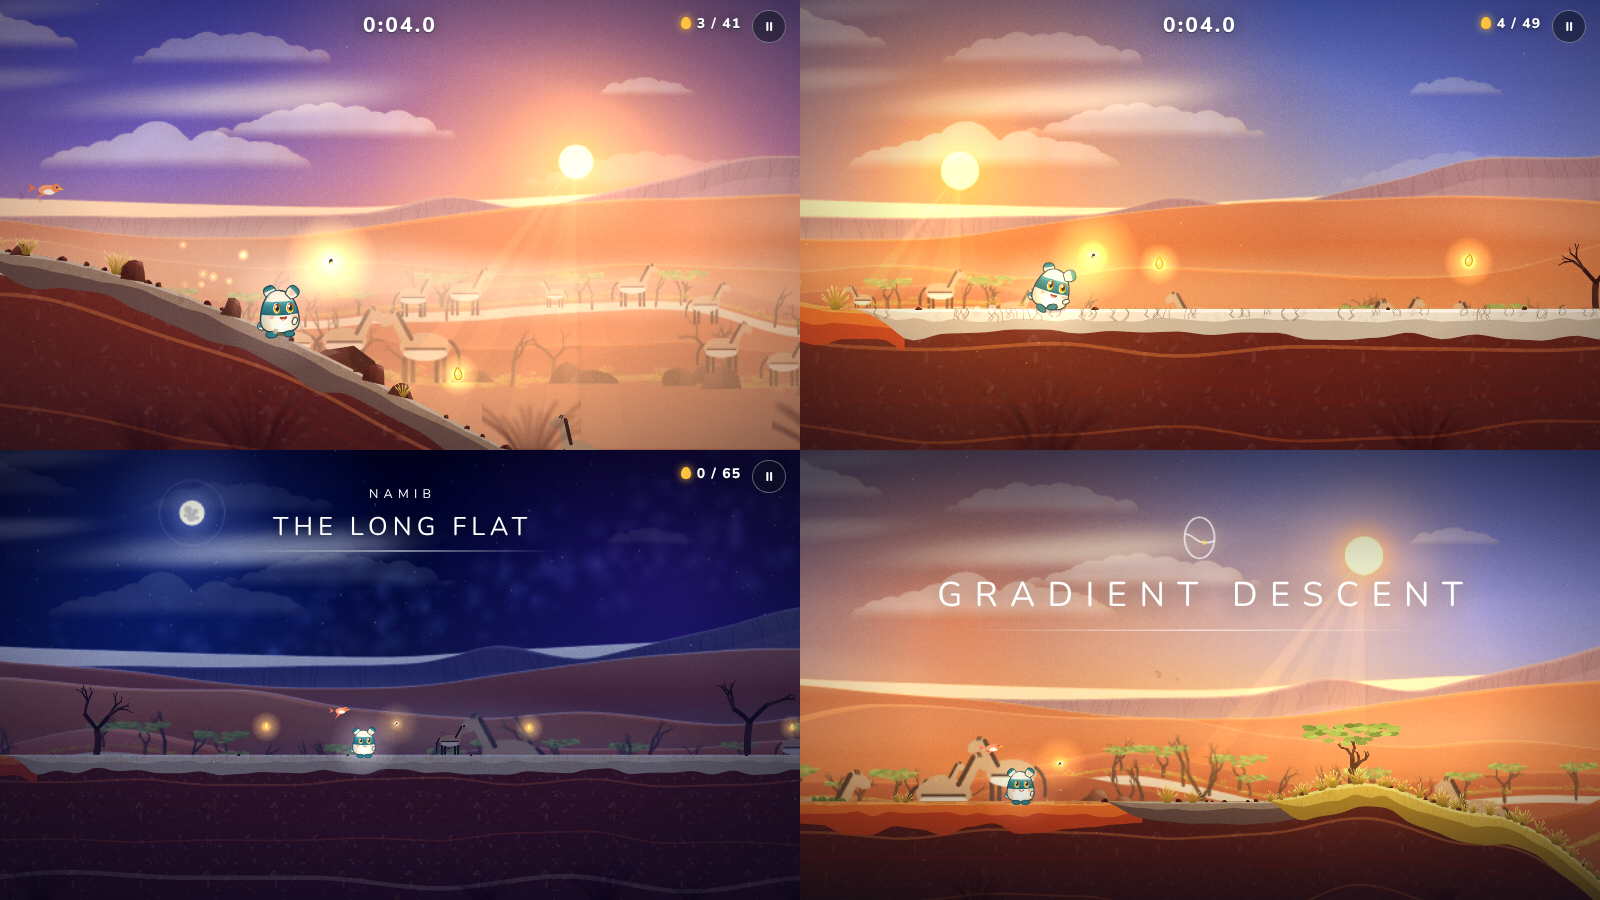 0:04.0
3 / 41
0:04.0
4 / 49
NAMIB
THE LONG FLAT
0 / 65
GRADIENT DESCENT